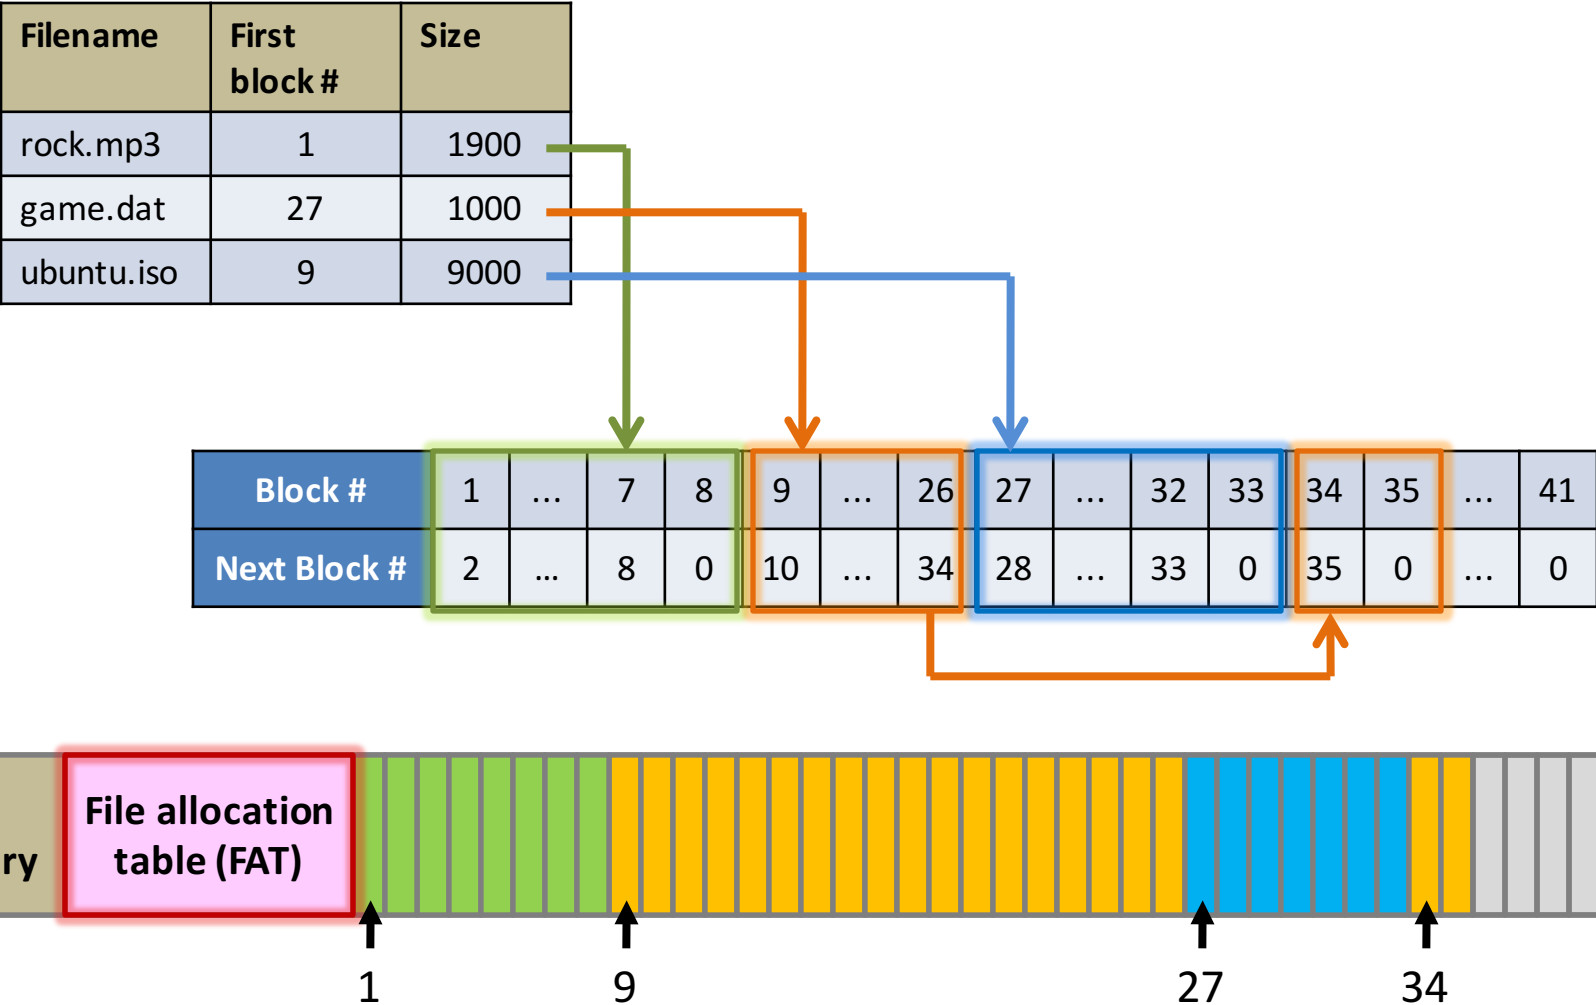 Filename First Size
block #
rock.mp3 1 1900
game.dat 27 1000
ubuntu.iso 9 9000
Block # 1 ... 7 8 9 ... 26 27 ... 32 33 34 35 ... 41
Next Block # 2 ... 8 0 10 ... 34 28 ... 33 0 35 0 ... 0
File allocation
ry table (FAT)
1 9 27 34